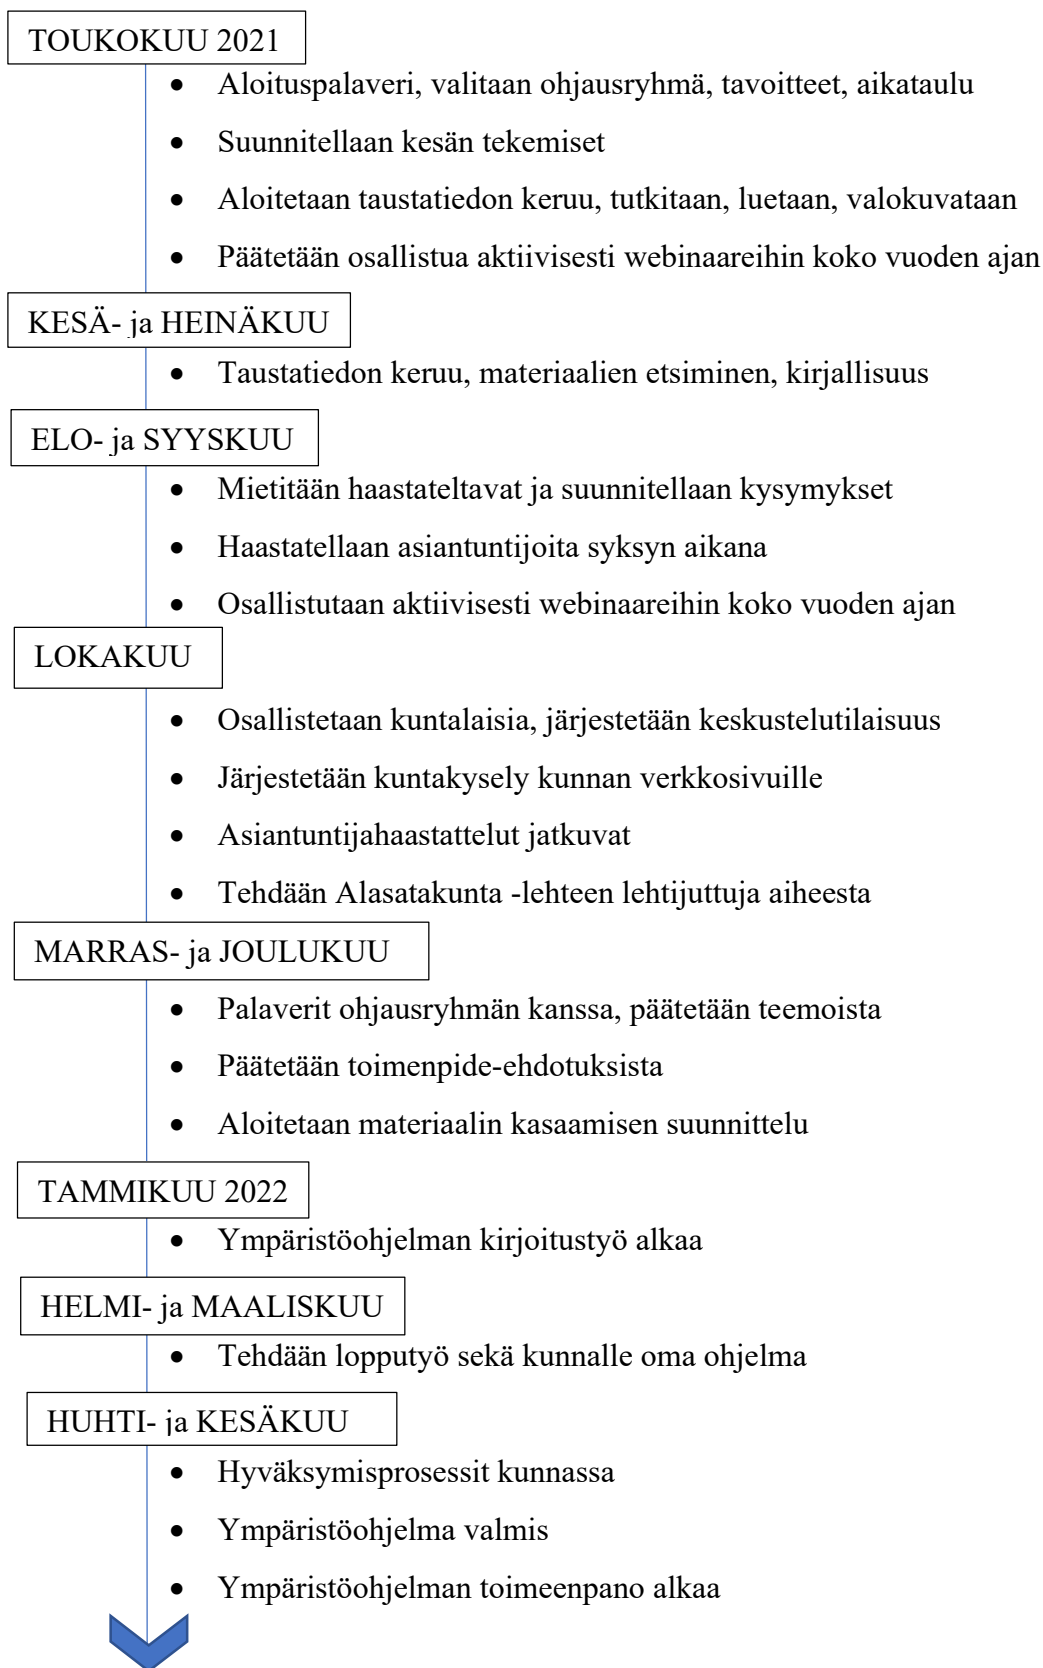 TOUKOKUU 2021
• Aloituspalaveri, valitaan ohjausryhmä, tavoitteet, aikataulu
• Suunnitellaan kesän tekemiset
• Aloitetaan taustatiedon keruu, tutkitaan, luetaan, valokuvataan
• Päätetään osallistua aktiivisesti webinaareihin koko vuoden ajan
KESÄ- ja HEINÄKUU
• Taustatiedon keruu, materiaalien etsiminen, kirjallisuus
ELO- ja SYYSKUU
• Mietitään haastateltavat ja suunnitellaan kysymykset
• Haastatellaan asiantuntijoita syksyn aikana
• Osallistutaan aktiivisesti webinaareihin koko vuoden ajan
LOKAKUU
• Osallistetaan kuntalaisia, järjestetään keskustelutilaisuus
• Järjestetään kuntakysely kunnan verkkosivuille
• Asiantuntijahaastattelut jatkuvat
• Tehdään Alasatakunta -lehteen lehtijuttuja aiheesta
MARRAS- ja JOULUKUU
• Palaverit ohjausryhmän kanssa, päätetään teemoista
• Päätetään toimenpide-ehdotuksista
• Aloitetaan materiaalin kasaamisen suunnittelu
TAMMIKUU 2022
• Ympäristöohjelman kirjoitustyö alkaa
HELMI- ja MAALISKUU
• Tehdään lopputyö sekä kunnalle oma ohjelma
HUHTI- ja KESÄKUU
• Hyväksymisprosessit kunnassa
• Ympäristöohjelma valmis
• Ympäristöohjelman toimeenpano alkaa